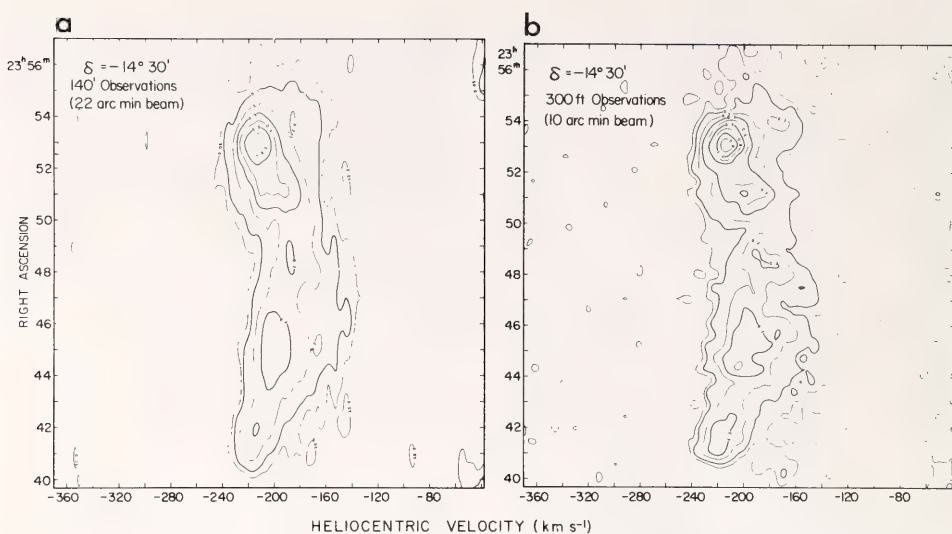 a
23ʰ 56ᵐ
δ = -14° 30'
140' Observations
(22 arc min beam)
54
52
50
48
46
44
42
40
RIGHT ASCENSION
-360 -320 -280 -240 -200 -160 -120 -80
b
23ʰ
56ᵐ
δ = -14° 30'
300 ft Observations
(10 arc min beam)
54
52
50
48
46
44
42
40
-360 -320 -280 -240 -200 -160 -120 -80
HELIOCENTRIC VELOCITY (km s⁻¹)